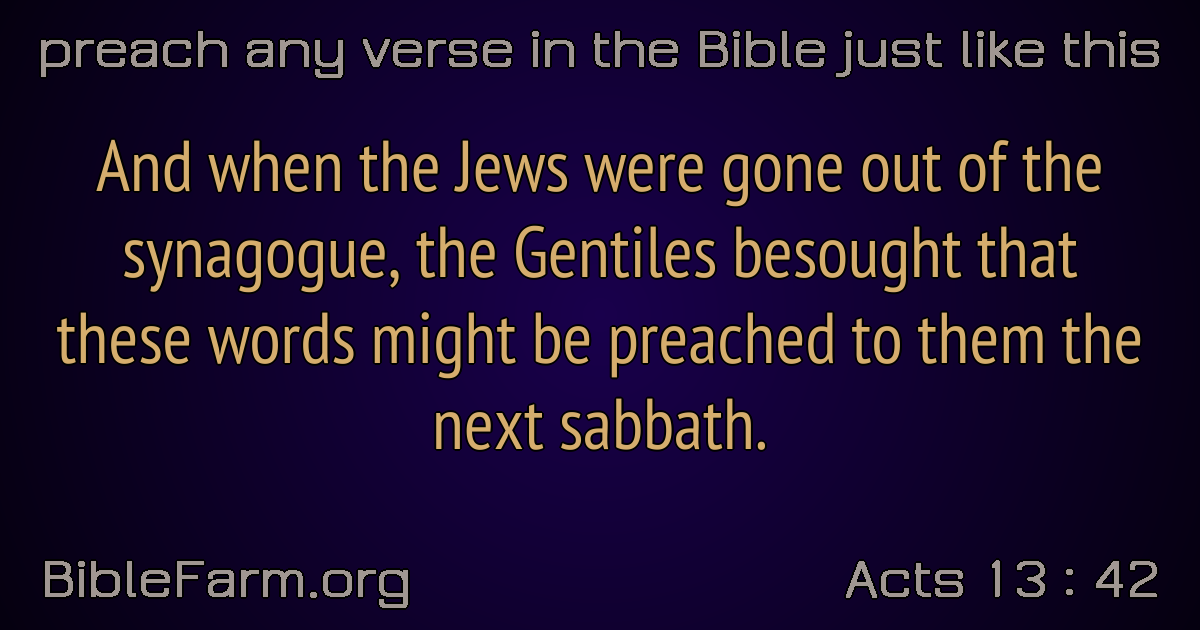 preach any verse in the Bible just like this
And when the Jews were gone out of the
synagogue, the Gentiles besought that
these words might be preached to them the
next sabbath.
BibleFarm.org
Acts 13 : 42